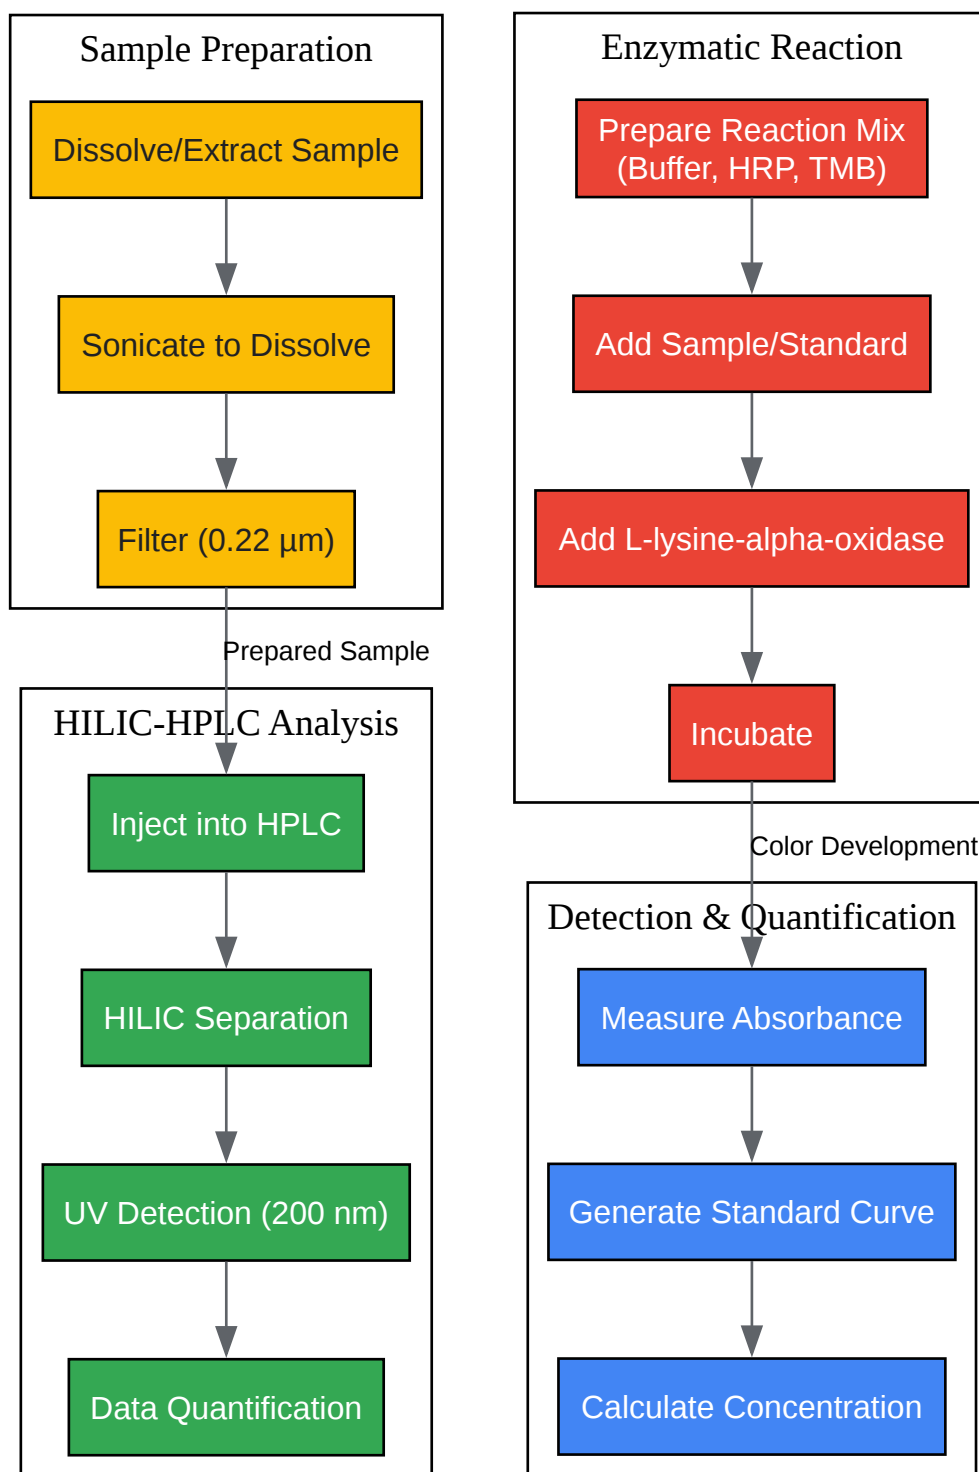 Sample Preparation
Dissolve/Extract Sample
Sonicate to Dissolve
Filter (0.22 µm)
Prepared Sample
HILIC-HPLC Analysis
Inject into HPLC
HILIC Separation
UV Detection (200 nm)
Data Quantification
Enzymatic Reaction
Prepare Reaction Mix
(Buffer, HRP, TMB)
Add Sample/Standard
Add L-lysine-alpha-oxidase
Incubate
Color Development
Detection & Quantification
Measure Absorbance
Generate Standard Curve
Calculate Concentration